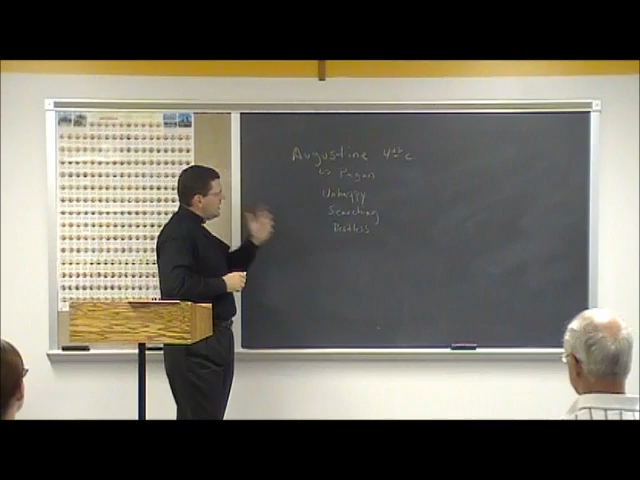 Augustine 4th c
↳ Pagan
Unhappy
Searching
Restless